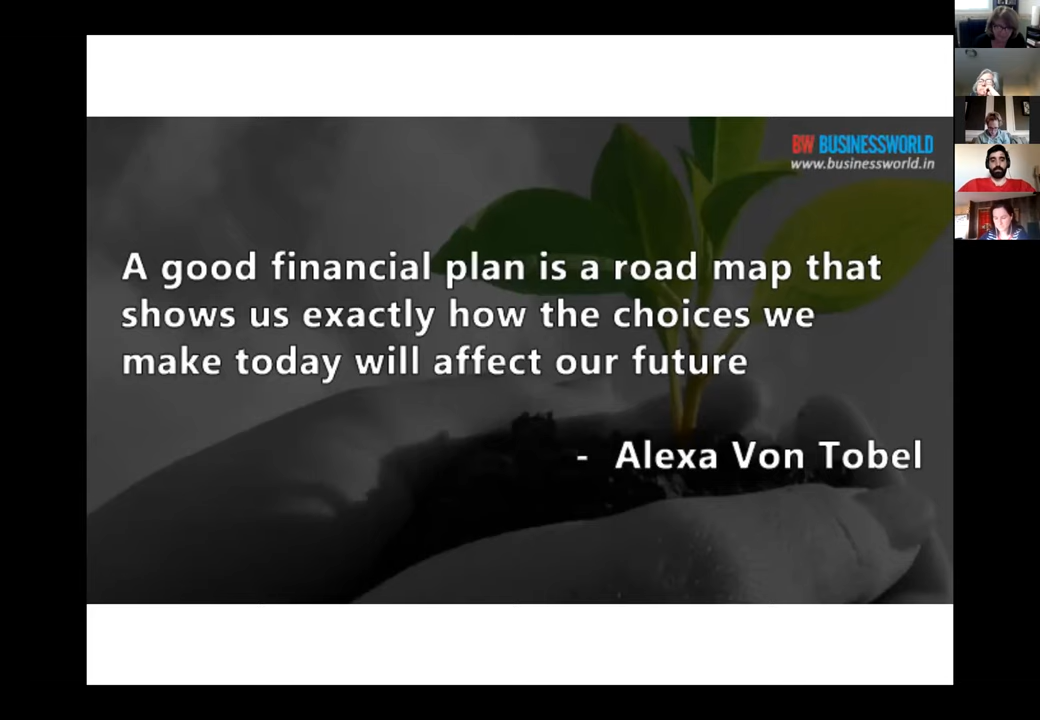 BW BUSINESSWORLD
www.businessworld.in
A good financial plan is a road map that
shows us exactly how the choices we
make today will affect our future
- Alexa Von Tobel